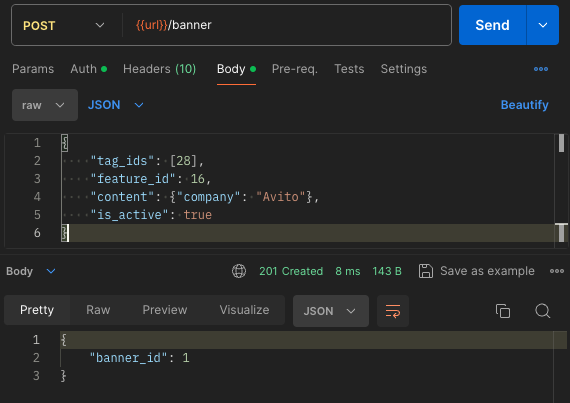 POST {{url}}/banner Send
Params Auth Headers (10) Body Pre-req. Tests Settings
raw JSON Beautify
1 {
2 "tag_ids": [28],
3 "feature_id": 16,
4 "content": {"company": "Avito"},
5 "is_active": true
6 }
Body 201 Created 8 ms 143 B Save as example
Pretty Raw Preview Visualize JSON
1 {
2 "banner_id": 1
3 }